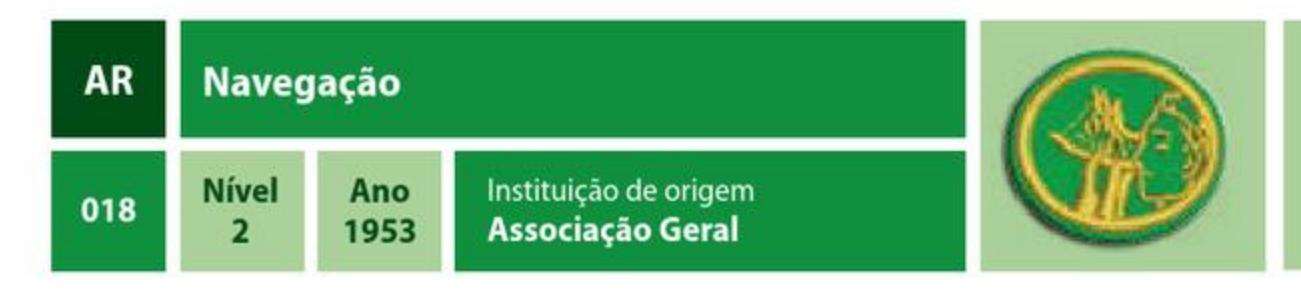 AR
Navegação
018
Nível
2
Ano
1953
Instituição de origem
Associação Geral